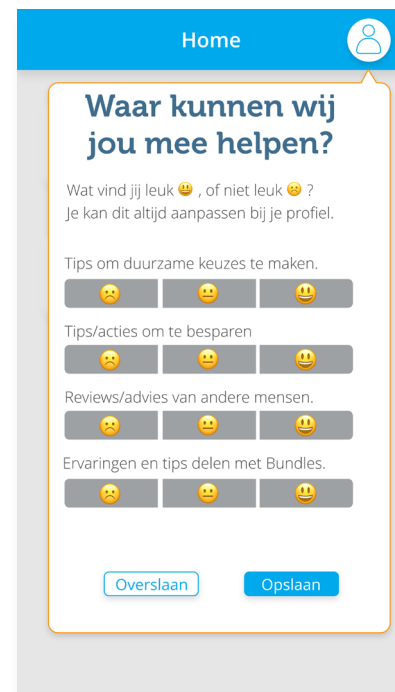 Home
Waar kunnen wij
jou mee helpen?
Wat vind jij leuk 😃 , of niet leuk ☹️ ?
Je kan dit altijd aanpassen bij je profiel.
Tips om duurzame keuzes te maken.
☹️ 😐 😃
Tips/acties om te besparen
☹️ 😐 😃
Reviews/advies van andere mensen.
☹️ 😐 😃
Ervaringen en tips delen met Bundles.
☹️ 😐 😃
Overslaan Opslaan